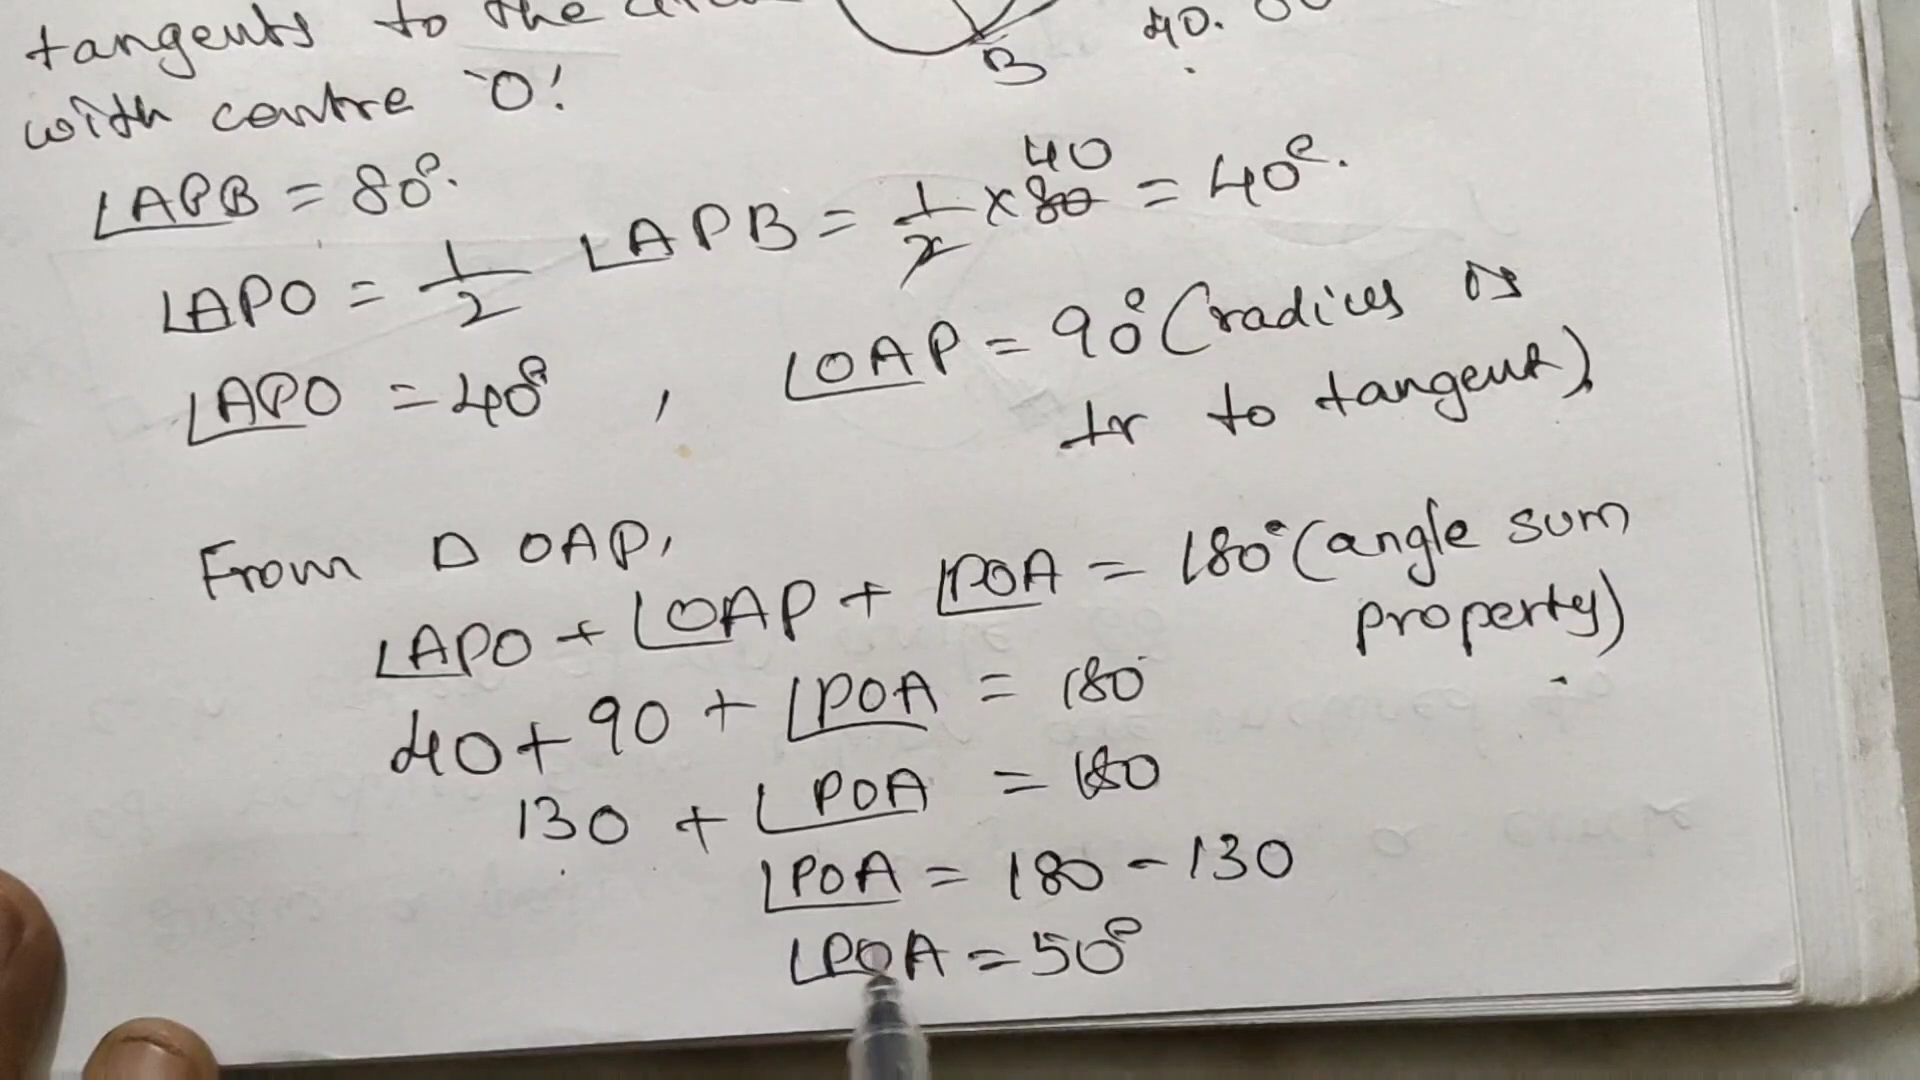 tangents to the
B
40.
with centre 'O'.
∠APB = 80°.
∠APO = 1/2 ∠APB = 1/2 × 80 = 40°.
40
∠APO = 40°, ∠OAP = 90° (radius is
⊥r to tangent)
From Δ OAP,
∠APO + ∠OAP + ∠POA = 180° (angle sum
property)
40 + 90 + ∠POA = 180
130 + ∠POA = 180
∠POA = 180 - 130
∠POA = 50°